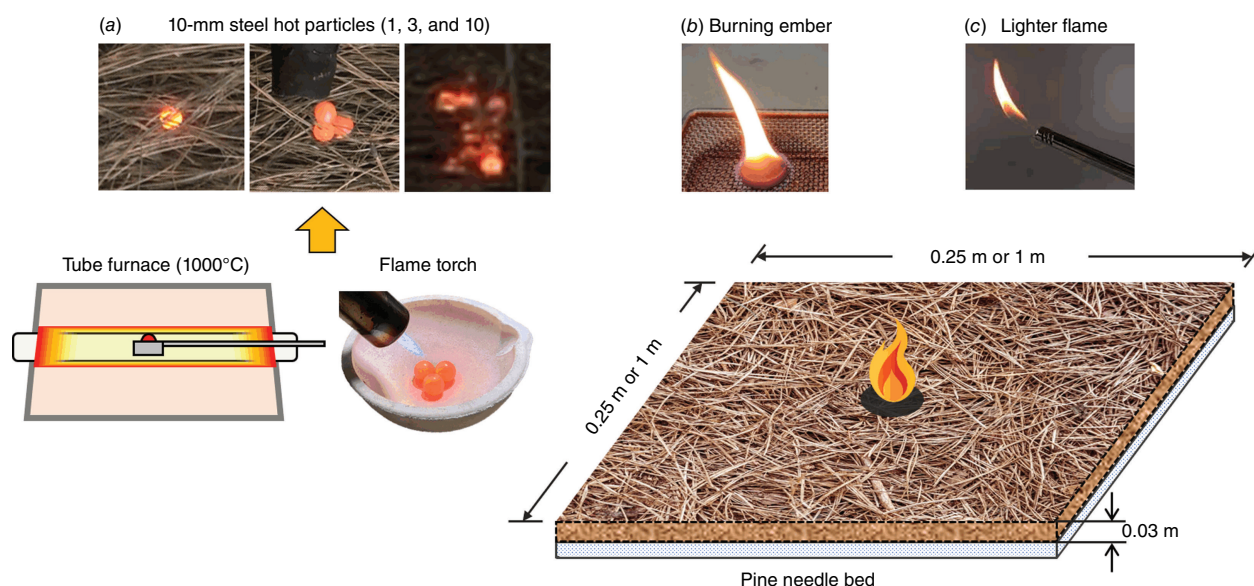 (a) 10-mm steel hot particles (1, 3, and 10)
(b) Burning ember
(c) Lighter flame
Tube furnace (1000°C)
Flame torch
0.25 m or 1 m
0.25 m or 1 m
0.03 m
Pine needle bed